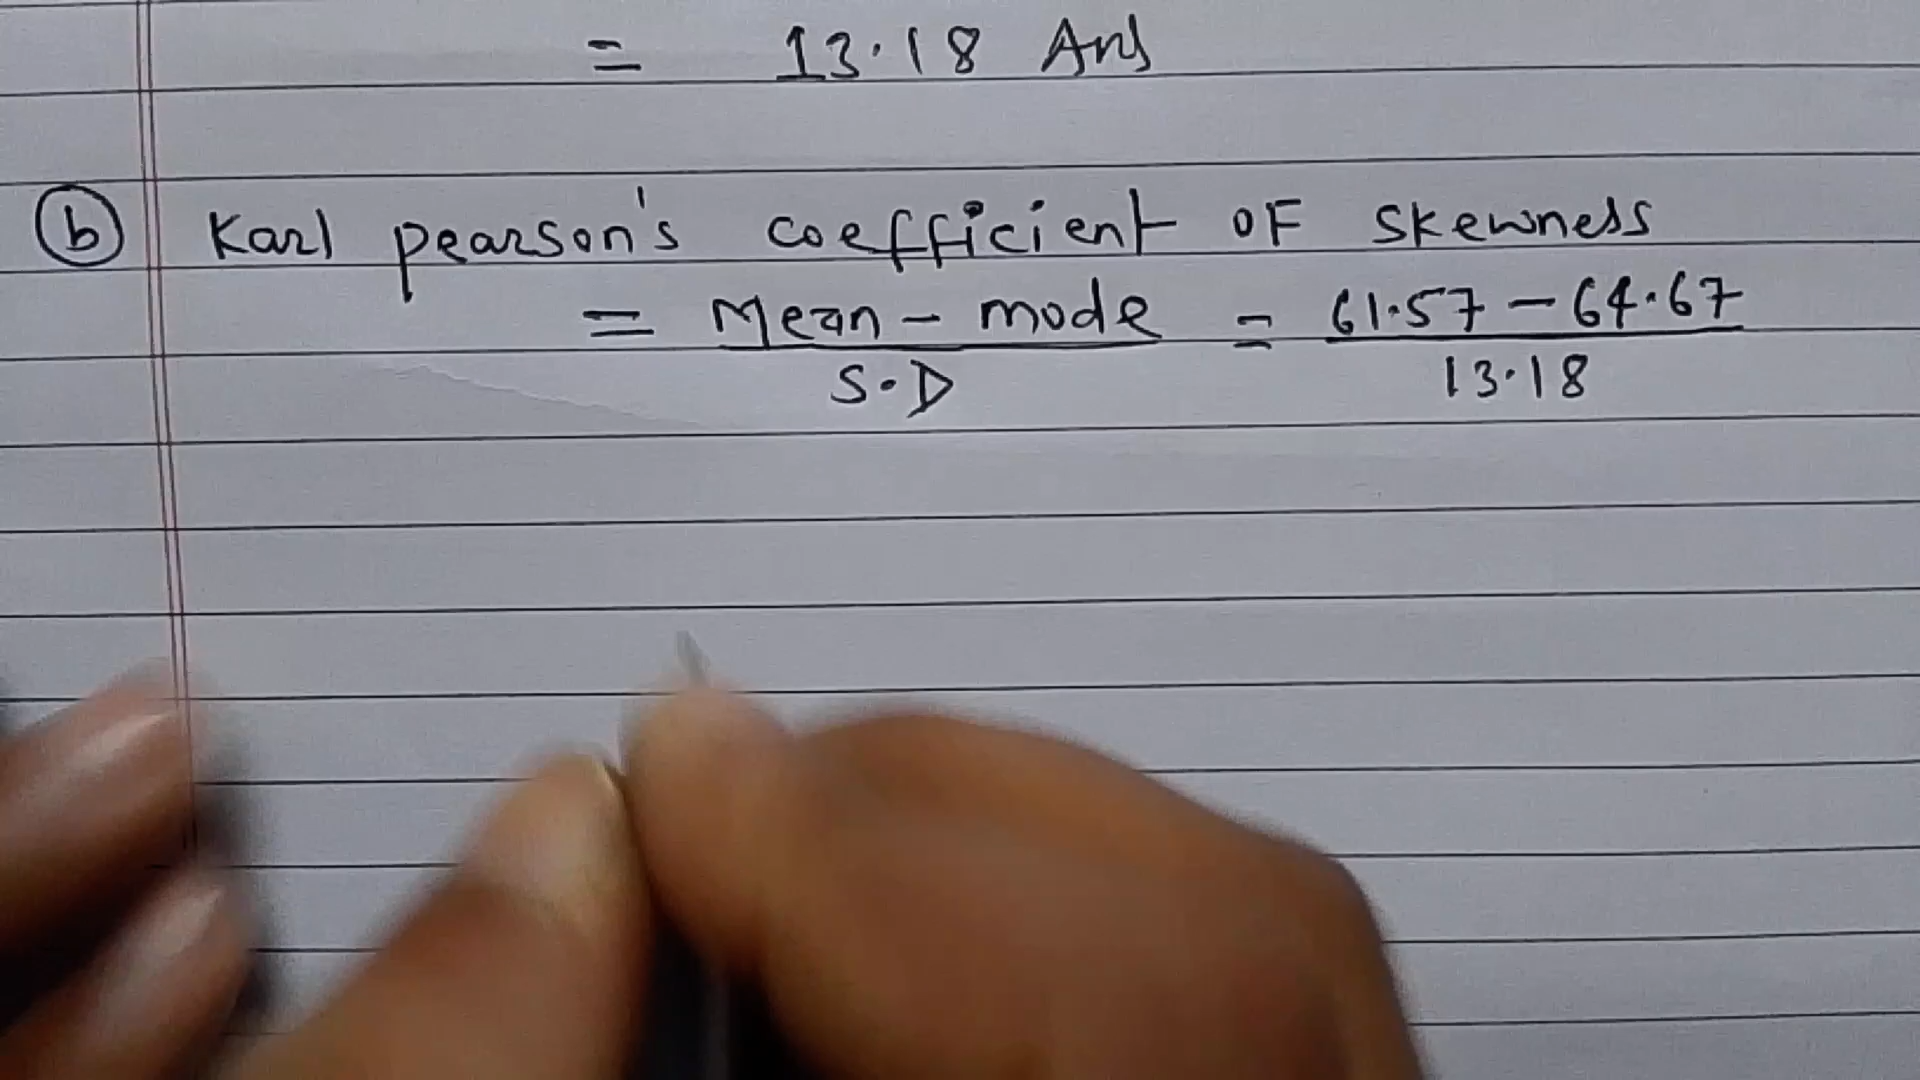 = 13.18 Ans
(b) Karl pearson's coefficient OF skewness
= Mean - mode / S.D = 61.57 - 64.67 / 13.18